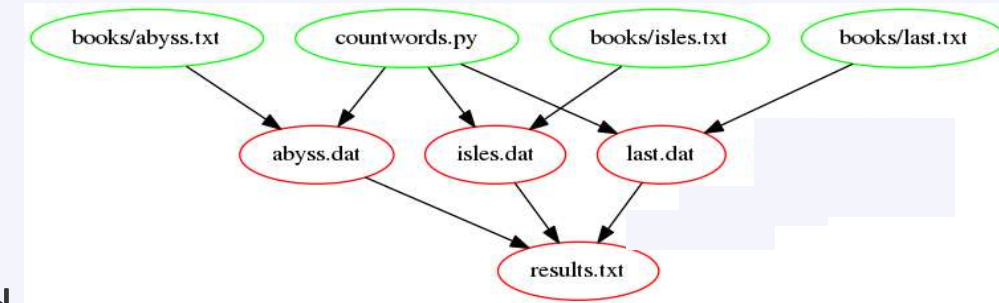 books/abyss.txt countwords.py books/isles.txt books/last.txt
abyss.dat isles.dat last.dat
results.txt